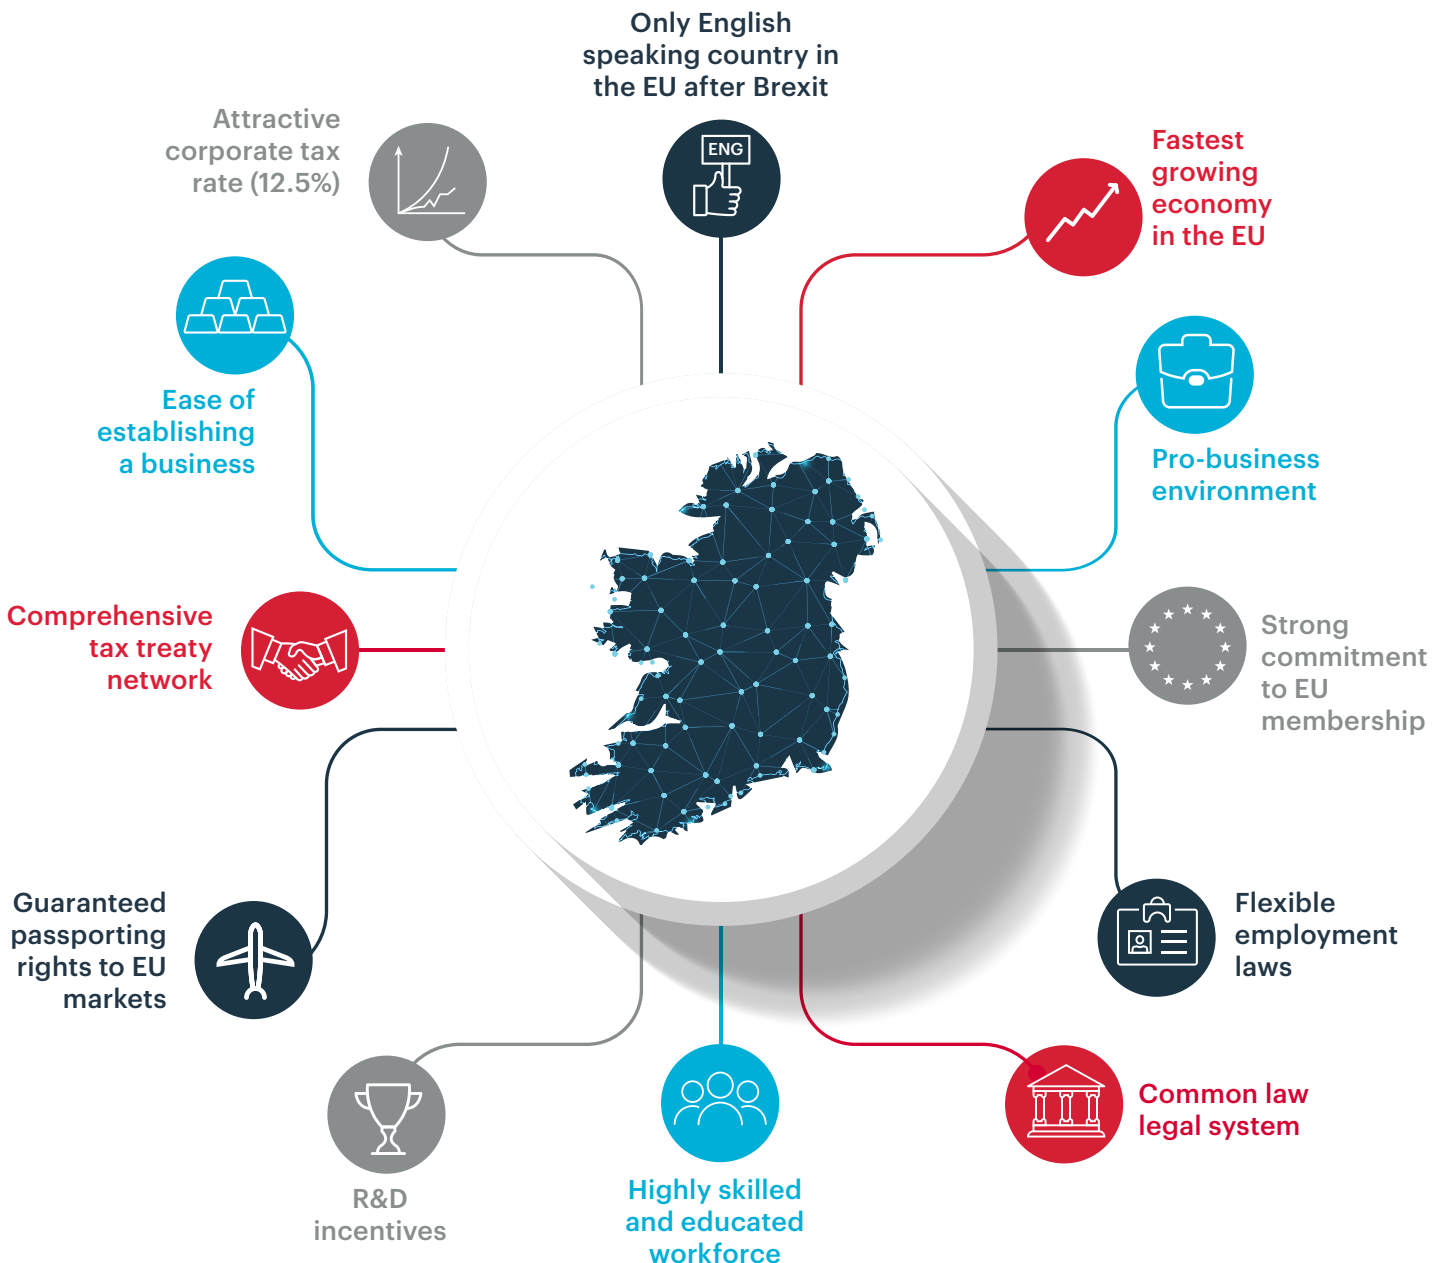 Only English
speaking country in
the EU after Brexit
ENG
Attractive
corporate tax
rate (12.5%)
Fastest
growing
economy
in the EU
Ease of
establishing
a business
Pro-business
environment
Comprehensive
tax treaty
network
Strong
commitment
to EU
membership
Guaranteed
passporting
rights to EU
markets
Flexible
employment
laws
R&D
incentives
Highly skilled
and educated
workforce
Common law
legal system